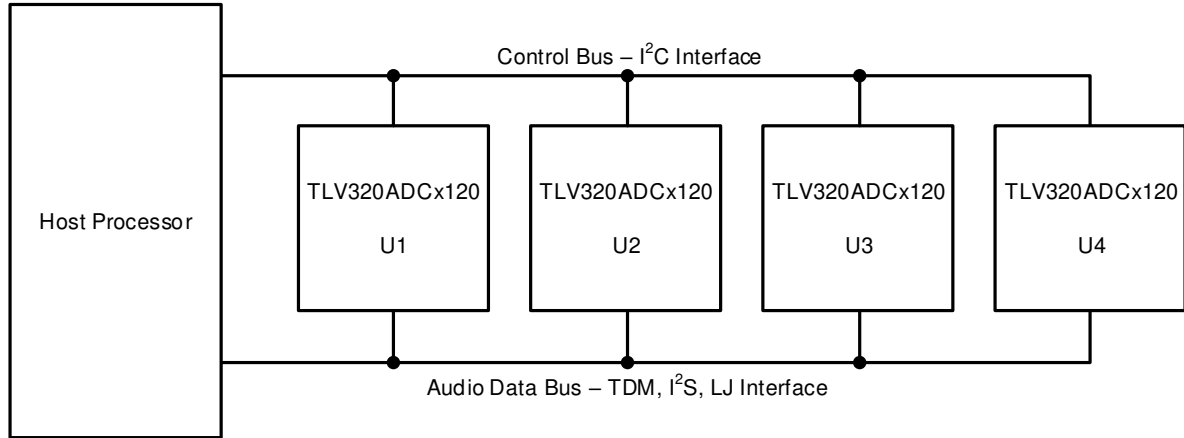 Control Bus – I²C Interface
TLV320ADCx120 TLV320ADCx120 TLV320ADCx120 TLV320ADCx120
Host Processor
U1 U2 U3 U4
Audio Data Bus – TDM, I²S, LJ Interface